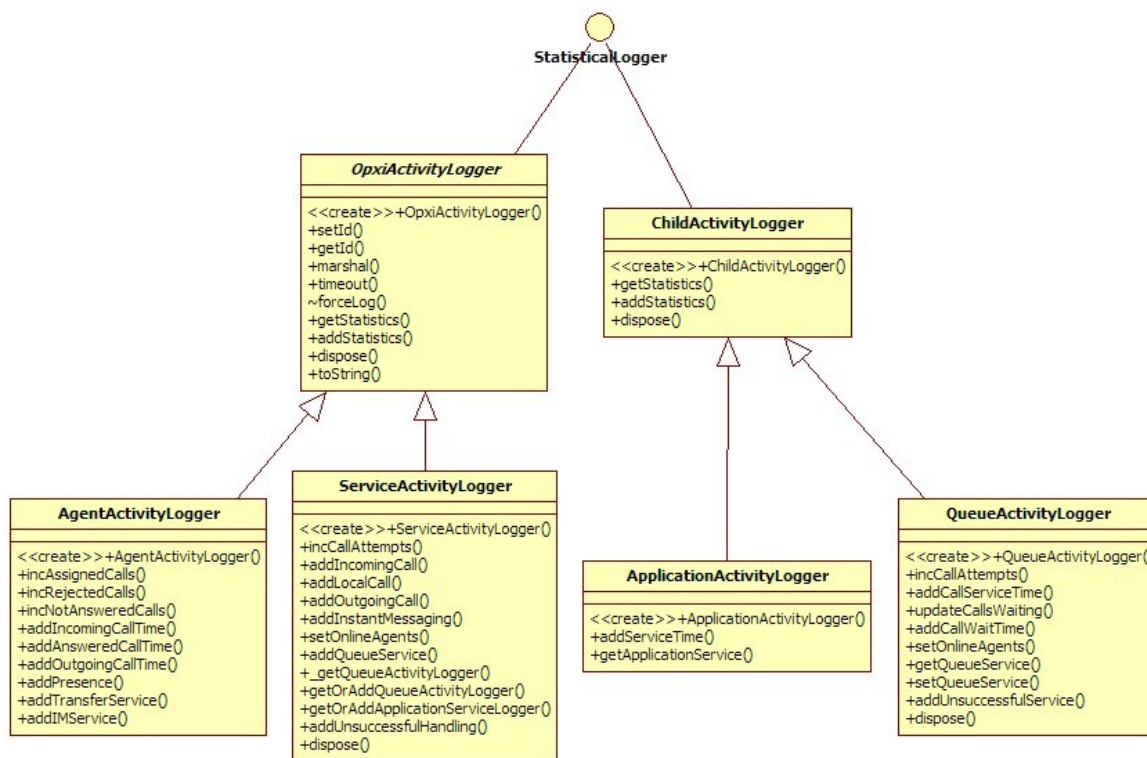 StatisticalLogger
OpxiActivityLogger
<<create>>+OpxiActivityLogger()
+setId()
+getId()
+marshal()
+timeout()
~forceLog()
+getStatistics()
+addStatistics()
+dispose()
+toString()
ChildActivityLogger
<<create>>+ChildActivityLogger()
+getStatistics()
+addStatistics()
+dispose()
AgentActivityLogger
<<create>>+AgentActivityLogger()
+incAssignedCalls()
+incRejectedCalls()
+incNotAnsweredCalls()
+addIncomingCallTime()
+addAnsweredCallTime()
+addOutgoingCallTime()
+addPresence()
+addTransferService()
+addIMService()
ServiceActivityLogger
<<create>>+ServiceActivityLogger()
+incCallAttempts()
+addIncomingCall()
+addLocalCall()
+addOutgoingCall()
+addInstantMessaging()
+setOnlineAgents()
+addQueueService()
+_getQueueActivityLogger()
+getOrAddQueueActivityLogger()
+getOrAddApplicationServiceLogger()
+addUnsuccessfulHandling()
+dispose()
ApplicationActivityLogger
<<create>>+ApplicationActivityLogger()
+addServiceTime()
+getApplicationService()
QueueActivityLogger
<<create>>+QueueActivityLogger()
+incCallAttempts()
+addCallServiceTime()
+updateCallsWaiting()
+addCallWaitTime()
+setOnlineAgents()
+getQueueService()
+setQueueService()
+addUnsuccessfulService()
+dispose()